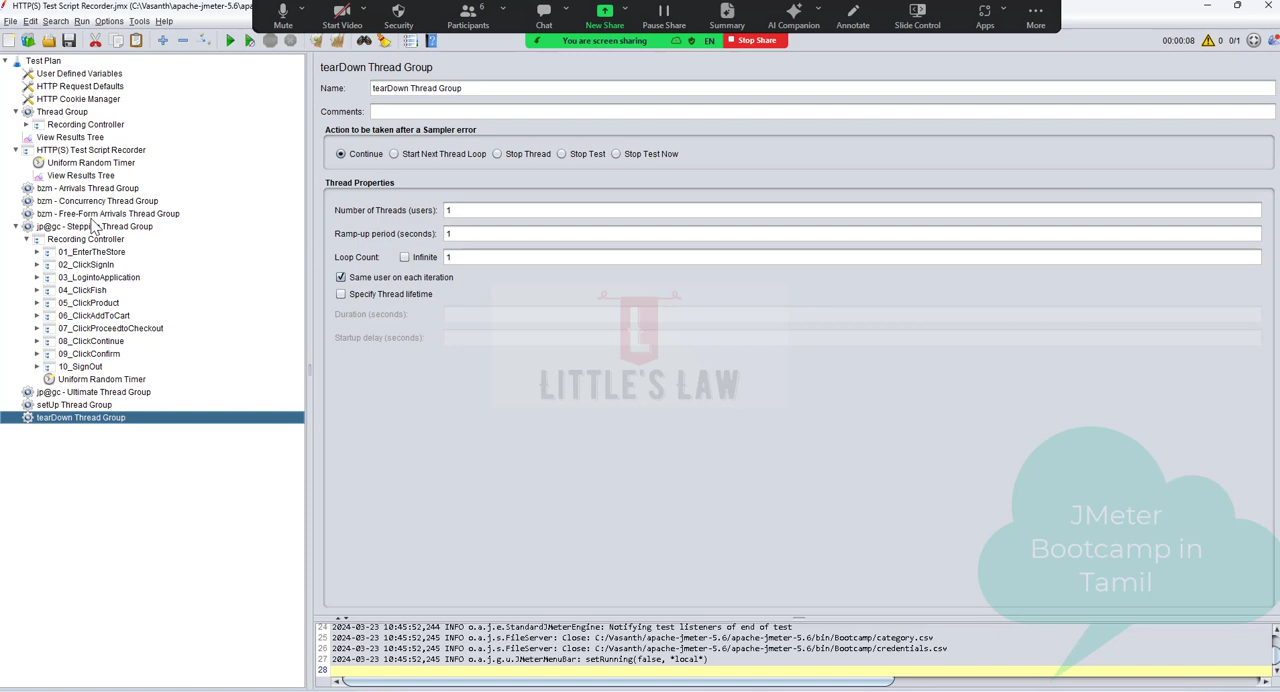 HTTP(S) Test Script Recorder.jmx (C:\Vasanth\apache-jmeter-5.6\apa
File Edit Search Run Options Tools Help
Mute
Start Video
Security
Participants
6
Chat
New Share
Pause Share
Summary
AI Companion
Annotate
Slide Control
Apps
More
You are screen sharing
EN
Stop Share
00:00:08
0
0/1
Test Plan
User Defined Variables
HTTP Request Defaults
HTTP Cookie Manager
Thread Group
Recording Controller
View Results Tree
HTTP(S) Test Script Recorder
Uniform Random Timer
View Results Tree
bzm - Arrivals Thread Group
bzm - Concurrency Thread Group
bzm - Free-Form Arrivals Thread Group
jp@gc - Stepping Thread Group
Recording Controller
01_EnterTheStore
02_ClickSignIn
03_LogintoApplication
04_ClickFish
05_ClickProduct
06_ClickAddToCart
07_ClickProceedtoCheckout
08_ClickContinue
09_ClickConfirm
10_SignOut
Uniform Random Timer
jp@gc - Ultimate Thread Group
setUp Thread Group
tearDown Thread Group
tearDown Thread Group
Name: tearDown Thread Group
Comments:
Action to be taken after a Sampler error
Continue Start Next Thread Loop Stop Thread Stop Test Stop Test Now
Thread Properties
Number of Threads (users): 1
Ramp-up period (seconds): 1
Loop Count: Infinite 1
Same user on each iteration
Specify Thread lifetime
Duration (seconds):
Startup delay (seconds):
L
LITTLE'S LAW
JMeter
Bootcamp in
Tamil
24 2024-03-23 10:45:52,244 INFO o.a.j.e.StandardJMeterEngine: Notifying test listeners of end of test
25 2024-03-23 10:45:52,245 INFO o.a.j.s.FileServer: Close: C:/Vasanth/apache-jmeter-5.6/apache-jmeter-5.6/bin/Bootcamp/category.csv
26 2024-03-23 10:45:52,245 INFO o.a.j.s.FileServer: Close: C:/Vasanth/apache-jmeter-5.6/apache-jmeter-5.6/bin/Bootcamp/credentials.csv
27 2024-03-23 10:45:52,245 INFO o.a.j.g.u.JMeterMenuBar: setRunning(false, *local*)
28